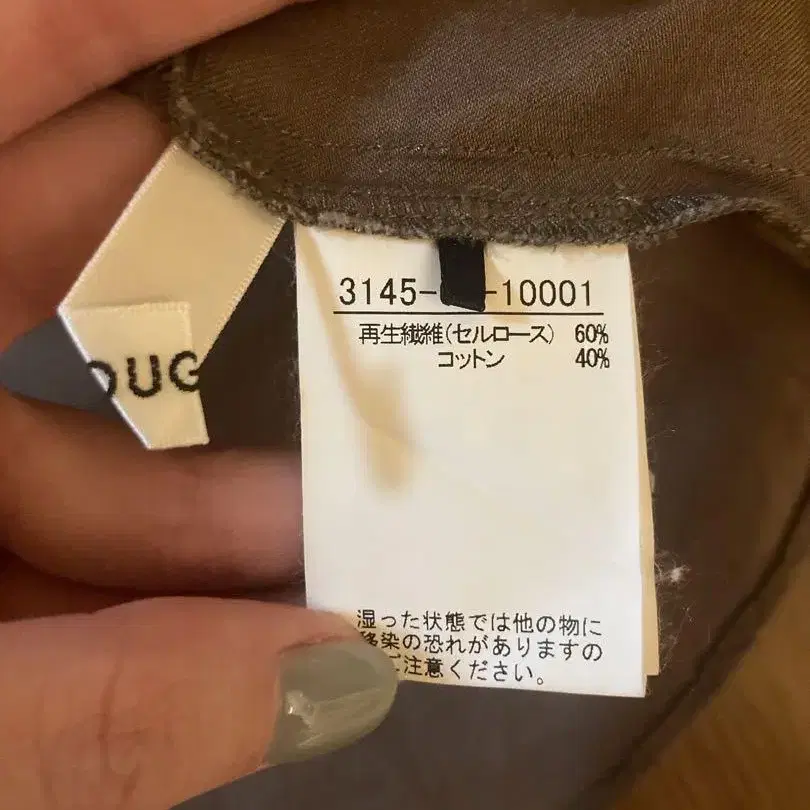 3145- -10001
再生繊維(セルロース) 60%
コットン 40%
OUG
湿った状態では他の物に
移染の恐れがありますの
ご注意ください。